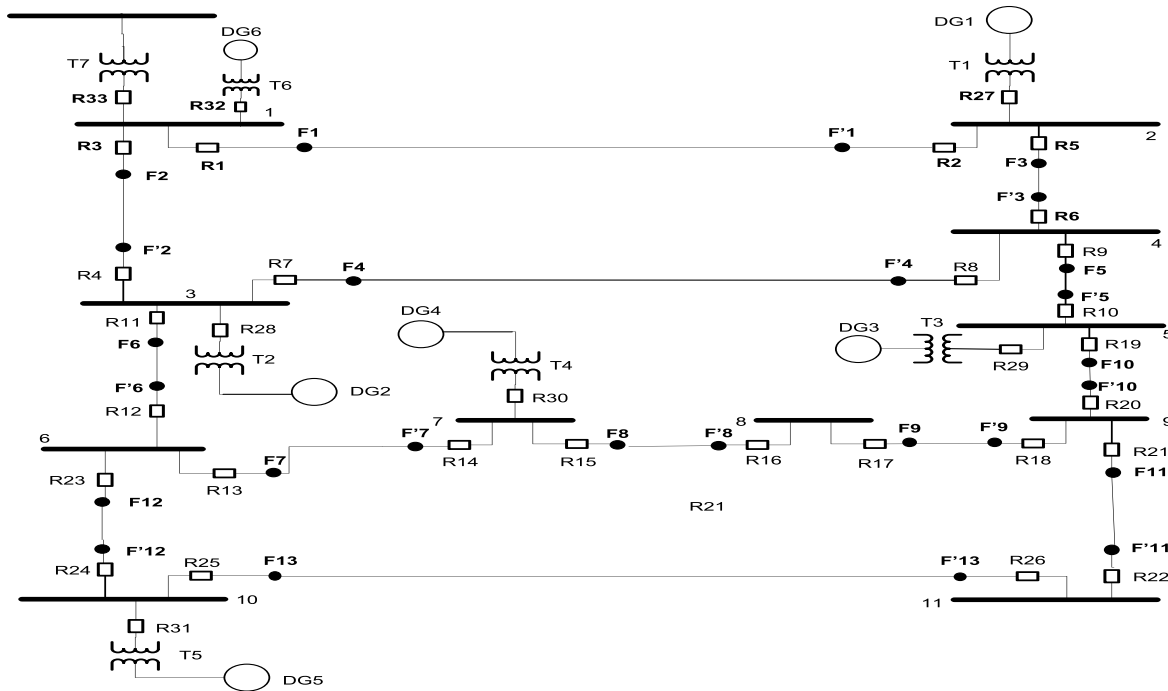 DG6
DG1
T7
T6
T1
R33
R32
R27
1
2
R3
R1
F1
F'1
R2
R5
F2
F3
F'3
R6
F'2
R4
R7
F4
F'4
R8
4
R9
F5
F'5
R10
3
R11
R28
F6
T2
F'6
DG2
R12
DG4
T4
R30
DG3
T3
R29
5
R19
F10
F'10
R20
6
7
8
9
R23
R13
F7
F'7
R14
R15
F8
F'8
R16
R17
F9
F'9
R18
R21
F11
F12
R21
F'12
R24
R25
F13
F'13
R26
F'11
R22
10
11
R31
T5
DG5